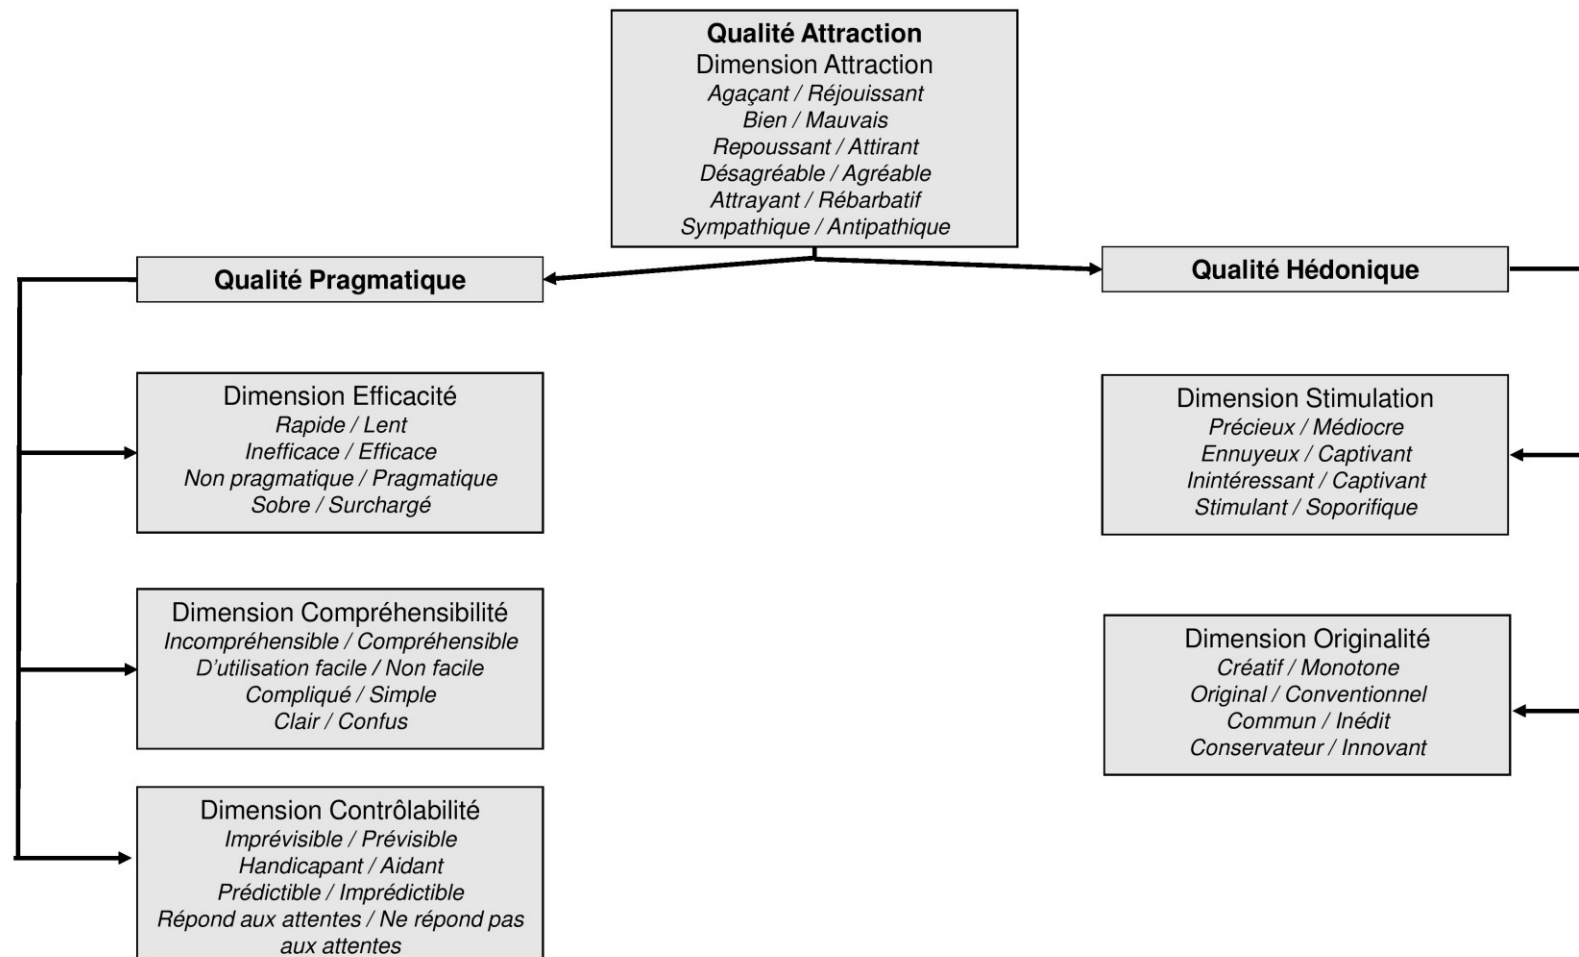 Qualité Attraction
Dimension Attraction
Agaçant / Réjouissant
Bien / Mauvais
Repoussant / Attirant
Désagréable / Agréable
Attrayant / Rébarbatif
Sympathique / Antipathique
Qualité Pragmatique
Dimension Efficacité
Rapide / Lent
Inefficace / Efficace
Non pragmatique / Pragmatique
Sobre / Surchargé
Dimension Compréhensibilité
Incompréhensible / Compréhensible
D'utilisation facile / Non facile
Compliqué / Simple
Clair / Confus
Dimension Contrôlabilité
Imprévisible / Prévisible
Handicapant / Aidant
Prédictible / Imprédictible
Répond aux attentes / Ne répond pas
aux attentes
Qualité Hédonique
Dimension Stimulation
Précieux / Médiocre
Ennuyeux / Captivant
Inintéressant / Captivant
Stimulant / Soporifique
Dimension Originalité
Créatif / Monotone
Original / Conventionnel
Commun / Inédit
Conservateur / Innovant